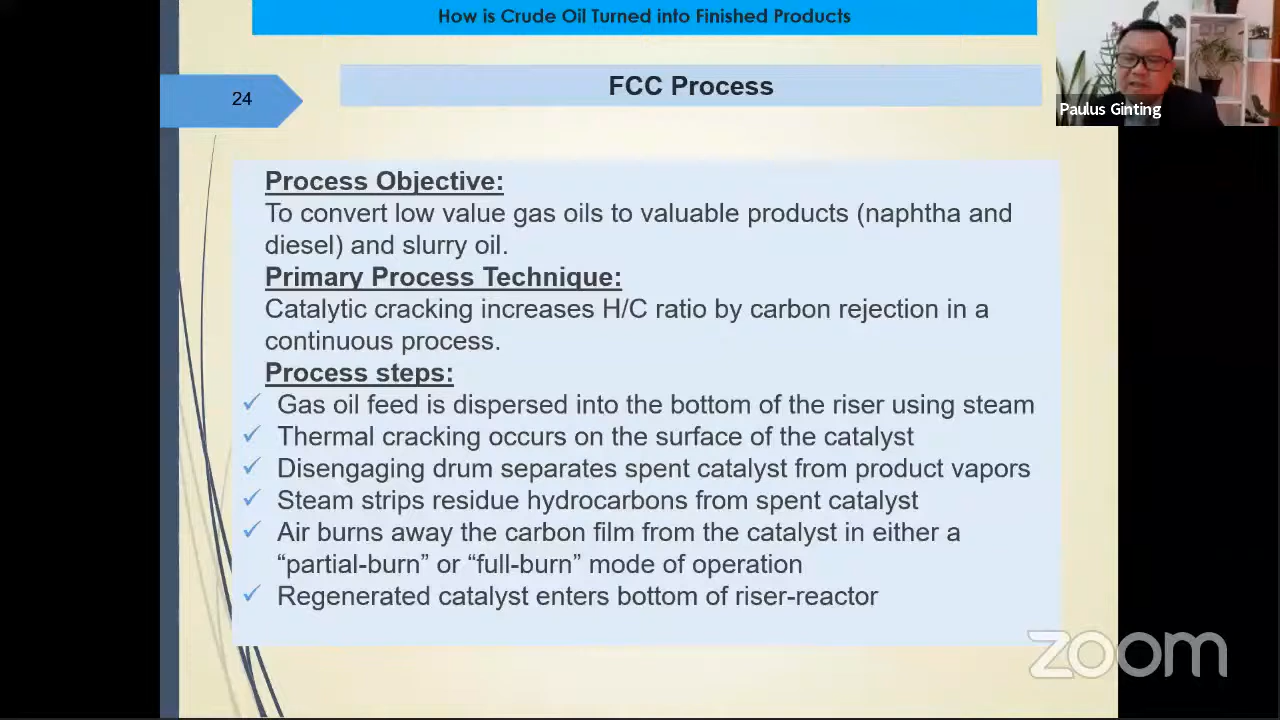 How is Crude Oil Turned into Finished Products
24
FCC Process
Paulus Ginting
Process Objective:
To convert low value gas oils to valuable products (naphtha and
diesel) and slurry oil.
Primary Process Technique:
Catalytic cracking increases H/C ratio by carbon rejection in a
continuous process.
Process steps:
✓ Gas oil feed is dispersed into the bottom of the riser using steam
✓ Thermal cracking occurs on the surface of the catalyst
✓ Disengaging drum separates spent catalyst from product vapors
✓ Steam strips residue hydrocarbons from spent catalyst
✓ Air burns away the carbon film from the catalyst in either a
“partial-burn” or “full-burn” mode of operation
✓ Regenerated catalyst enters bottom of riser-reactor
zoom